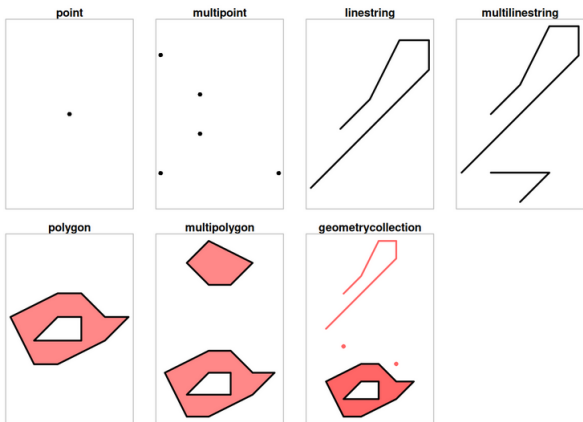 point
multipoint
linestring
multilinestring
polygon
multipolygon
geometrycollection